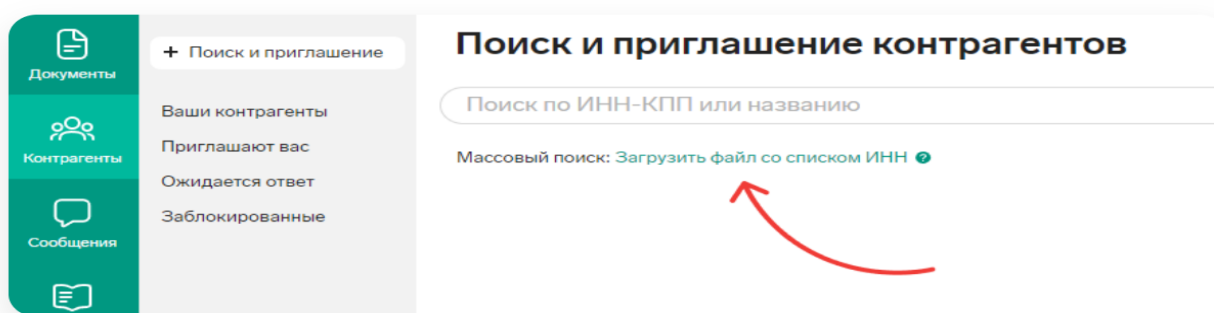 Документы
Контрагенты
Сообщения
+ Поиск и приглашение
Ваши контрагенты
Приглашают вас
Ожидается ответ
Заблокированные
Поиск и приглашение контрагентов
Поиск по ИНН-КПП или названию
Массовый поиск: Загрузить файл со списком ИНН ?